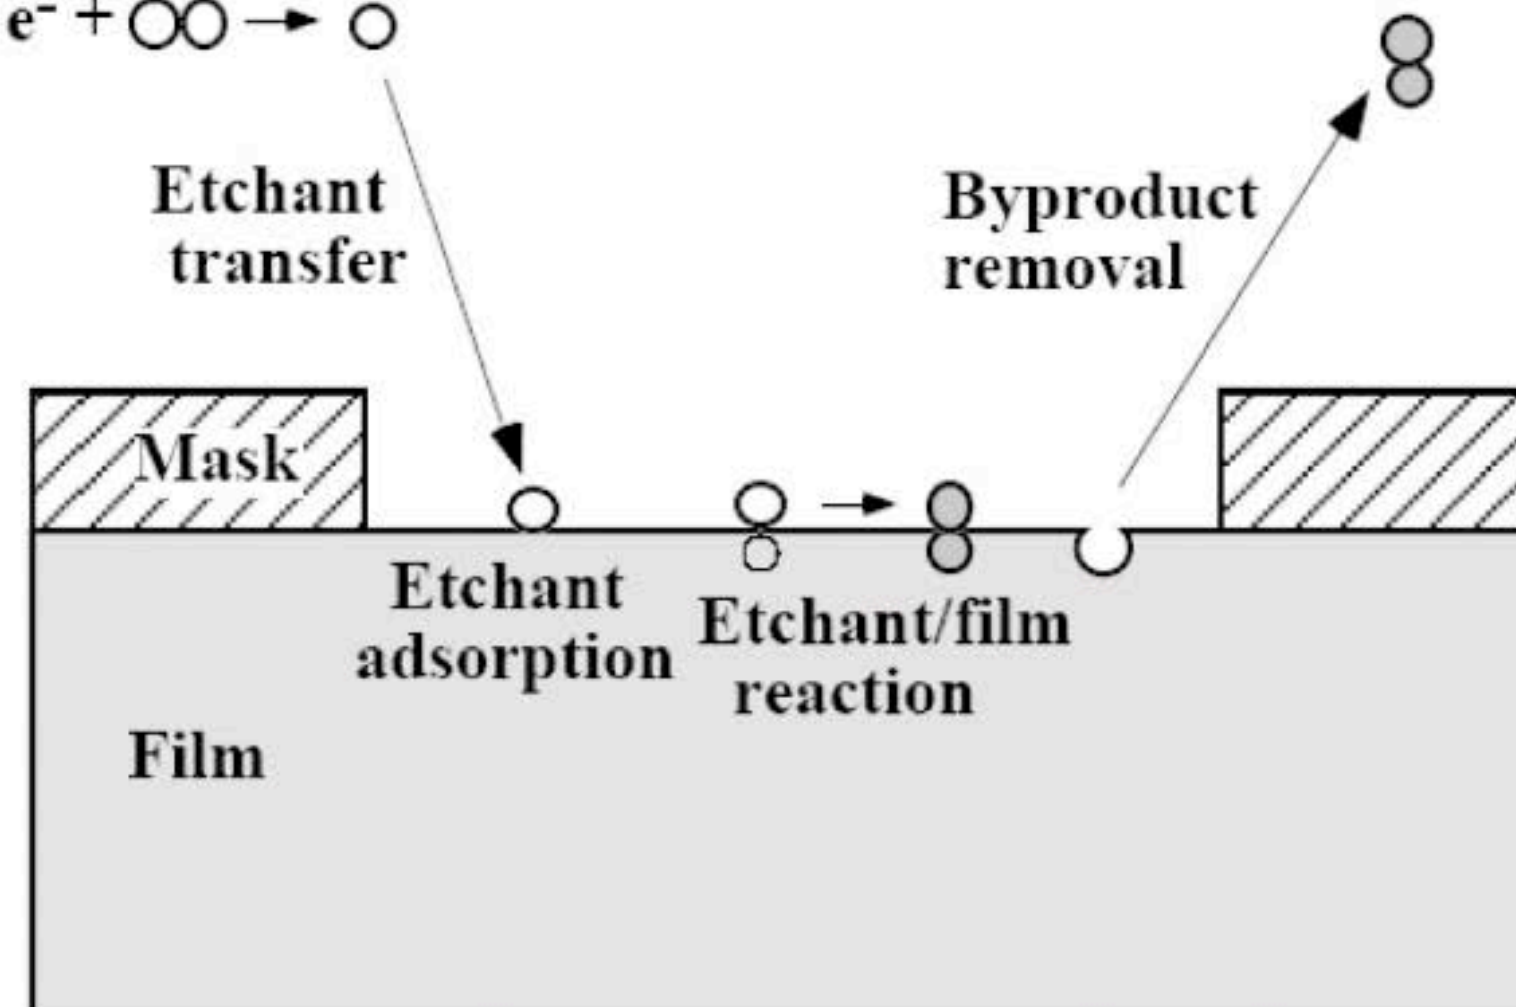 e⁻ +
Etchant
transfer
Byproduct
removal
Mask
Etchant
adsorption
Etchant/film
reaction
Film